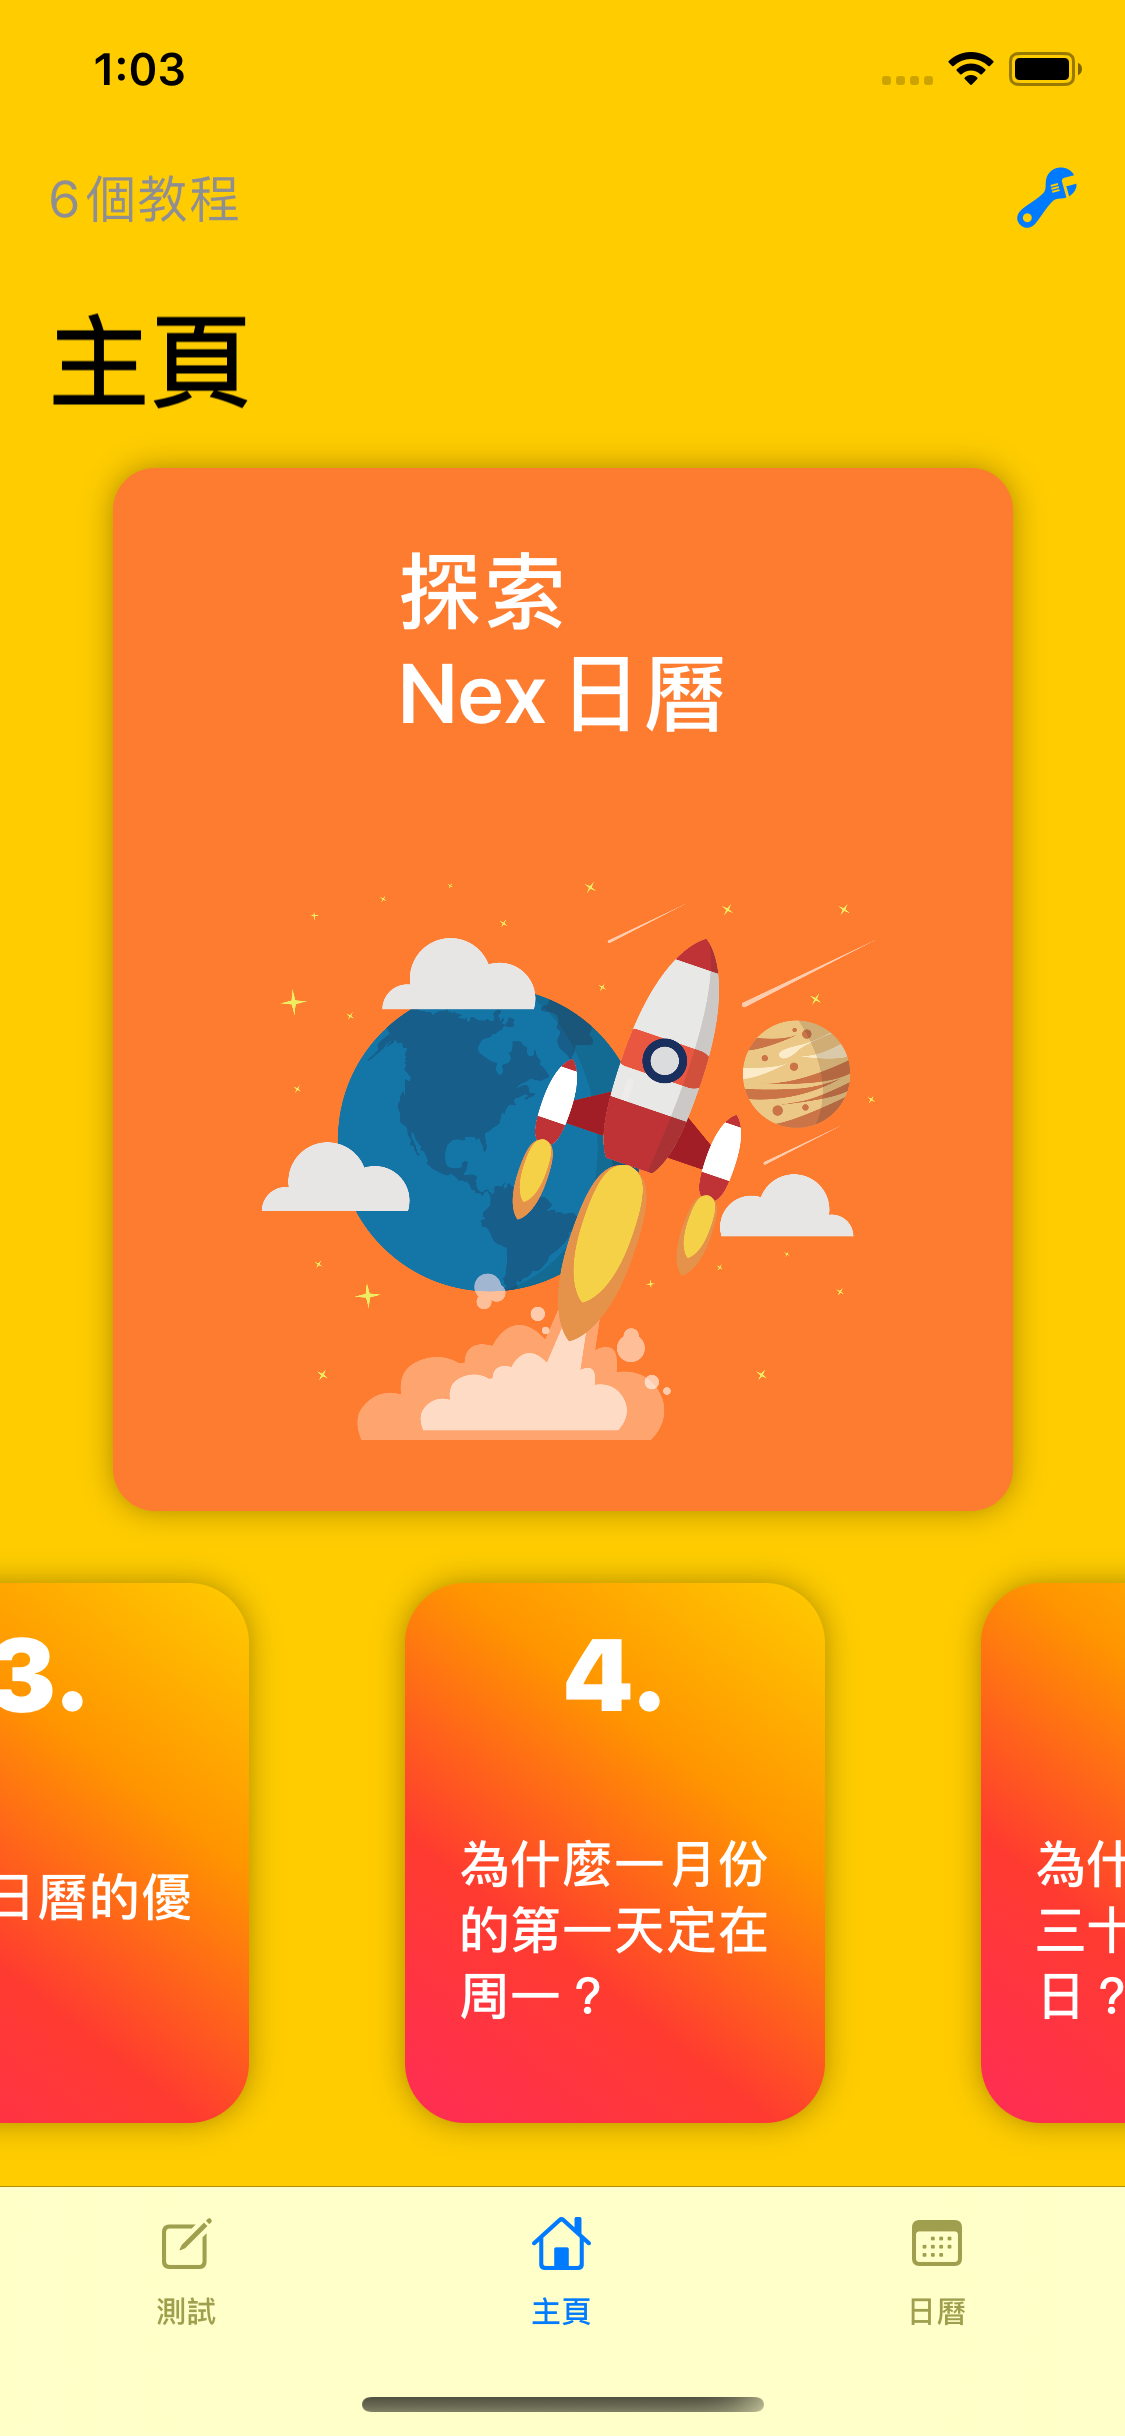 1:03
6個教程
主頁
探索
Nex 日曆
3.
日曆的優
4.
為什麼一月份
的第一天定在
周一？
為什
三十
日？
測試
主頁
日曆